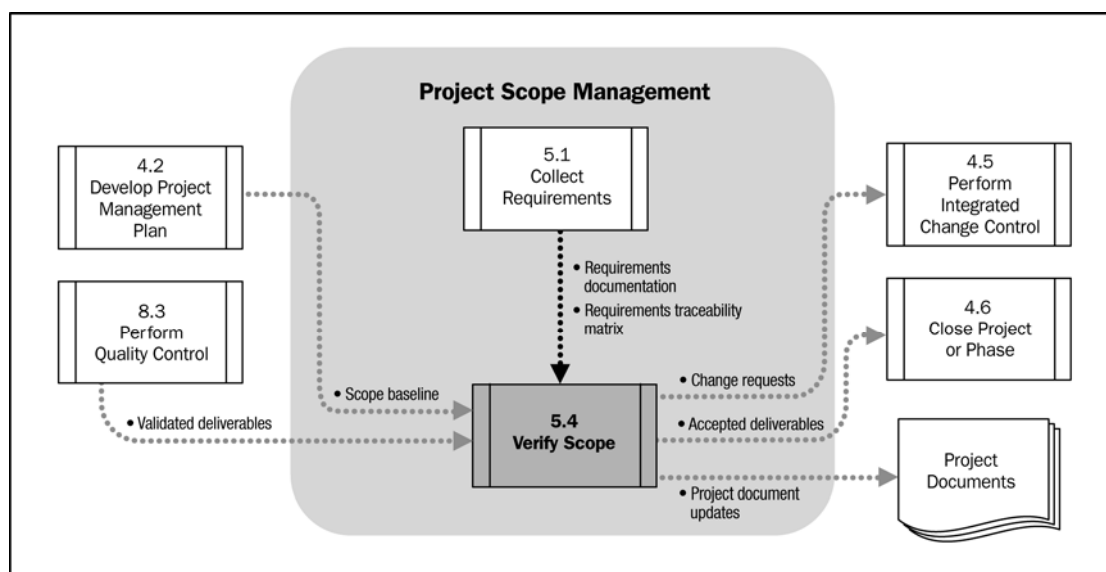 Project Scope Management
4.2
Develop Project
Management
Plan
5.1
Collect
Requirements
4.5
Perform
Integrated
Change Control
8.3
Perform
Quality Control
• Requirements
documentation
• Requirements traceability
matrix
4.6
Close Project
or Phase
• Scope baseline
• Validated deliverables
5.4
Verify Scope
• Change requests
• Accepted deliverables
• Project document
updates
Project
Documents